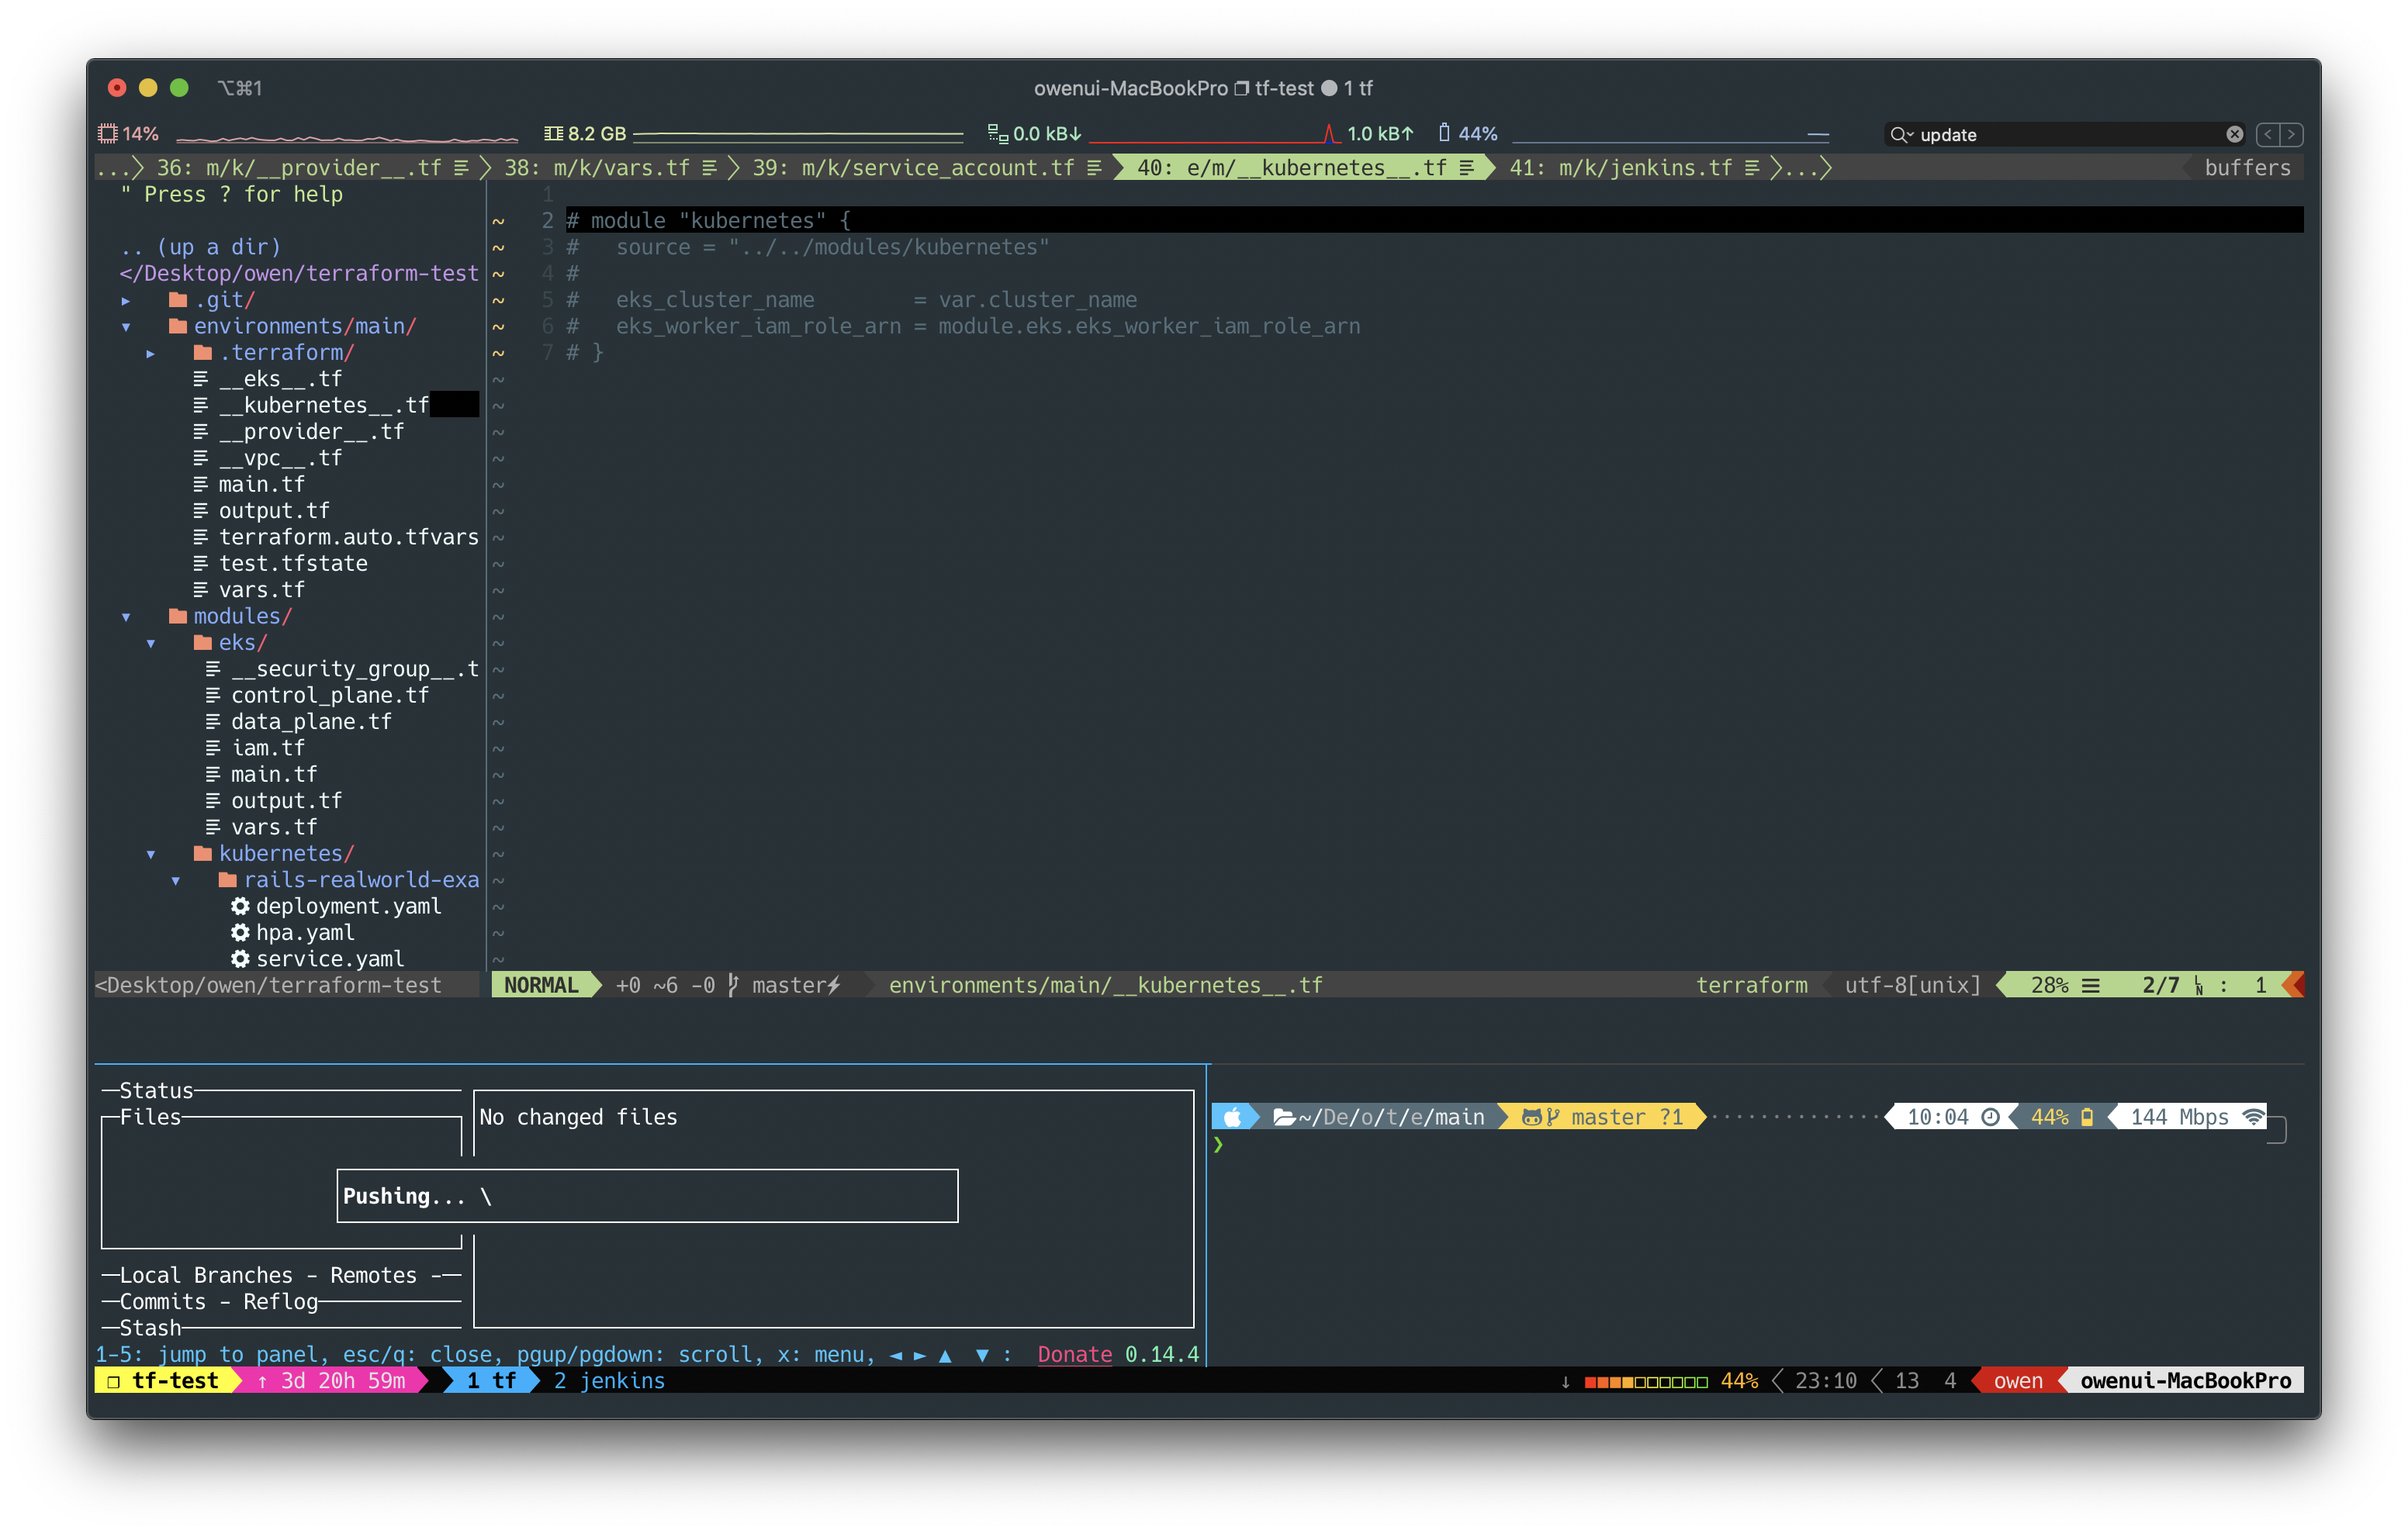 ⌥⌘1 owenui-MacBookPro ❐ tf-test ● 1 tf
14% 8.2 GB 0.0 kB↓ 1.0 kB↑ 44% update
...> 36: m/k/__provider__.tf > 38: m/k/vars.tf > 39: m/k/service_account.tf > 40: e/m/__kubernetes__.tf > 41: m/k/jenkins.tf >...> buffers
" Press ? for help
.. (up a dir)
</Desktop/owen/terraform-test
▸ .git/
▾ environments/main/
▸ .terraform/
__eks__.tf
__kubernetes__.tf
__provider__.tf
__vpc__.tf
main.tf
output.tf
terraform.auto.tfvars
test.tfstate
vars.tf
▾ modules/
▾ eks/
__security_group__.t
control_plane.tf
data_plane.tf
iam.tf
main.tf
output.tf
vars.tf
▾ kubernetes/
▾ rails-realworld-exa
deployment.yaml
hpa.yaml
service.yaml
1
~ 2 # module "kubernetes" {
~ 3 #   source = "../../modules/kubernetes"
~ 4 #
~ 5 #   eks_cluster_name        = var.cluster_name
~ 6 #   eks_worker_iam_role_arn = module.eks.eks_worker_iam_role_arn
~ 7 # }
<Desktop/owen/terraform-test NORMAL +0 ~6 -0 master⚡ environments/main/__kubernetes__.tf terraform utf-8[unix] 28% ☰ 2/7 ㏑ : 1
Status
Files
No changed files
Pushing... \
Local Branches - Remotes -
Commits - Reflog
Stash
1-5: jump to panel, esc/q: close, pgup/pgdown: scroll, x: menu, ◄ ► ▲ ▼ : Donate 0.14.4
~/De/o/t/e/main master ?1 10:04 44% 144 Mbps
❯
❐ tf-test ↑ 3d 20h 59m 1 tf 2 jenkins ↓ 44% < 23:10 < 13 4 owen owenui-MacBookPro